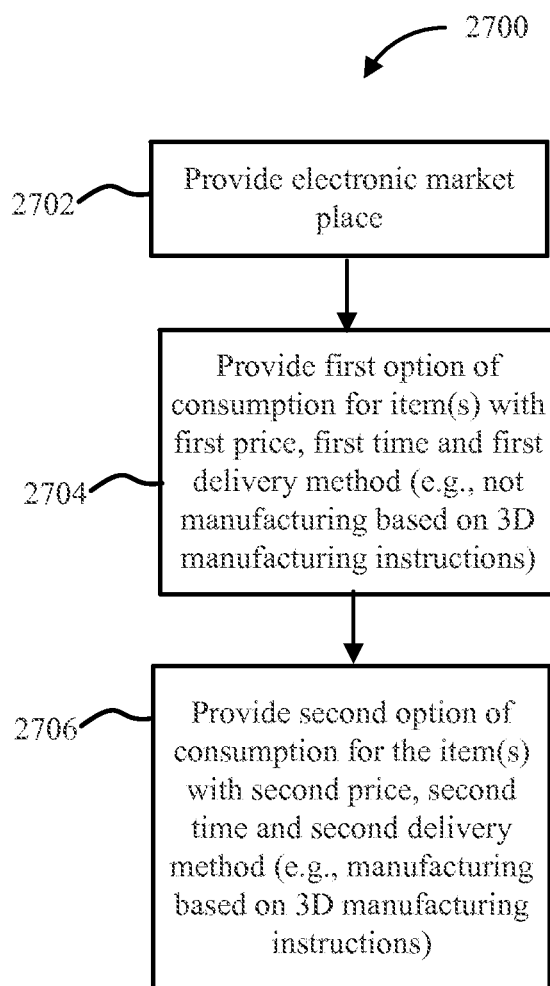 2700
2702
Provide electronic market
place
Provide first option of
consumption for item(s) with
first price, first time and first
delivery method (e.g., not
manufacturing based on 3D
manufacturing instructions)
2704
2706
Provide second option of
consumption for the item(s)
with second price, second
time and second delivery
method (e.g., manufacturing
based on 3D manufacturing
instructions)